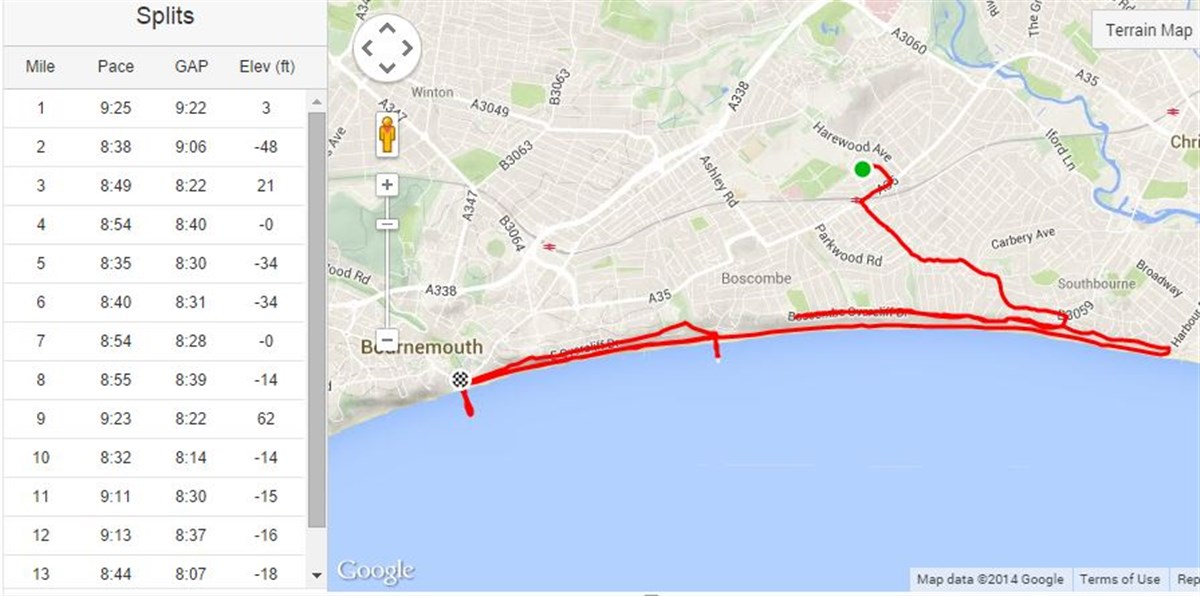 Splits
Mile Pace GAP Elev (ft)
1 9:25 9:22 3
2 8:38 9:06 -48
3 8:49 8:22 21
4 8:54 8:40 -0
5 8:35 8:30 -34
6 8:40 8:31 -34
7 8:54 8:28 -0
8 8:55 8:39 -14
9 9:23 8:22 62
10 8:32 8:14 -14
11 9:11 8:30 -15
12 9:13 8:37 -16
13 8:44 8:07 -18
Terrain Map
A3060
The
A35
Winton
A347
A3049
B3063
A338
Harewood Ave
Iford Ln
Chri
Ave
B3063
Ashley Rd
A347
B3064
Parkwood Rd
Carbery Ave
Boscombe
Southbourne
Broadway
A338
A35
B3059
Boscombe Overcliff Dr
Bournemouth
E Overcliff Dr
Google
Map data ©2014 Google
Terms of Use
Rep